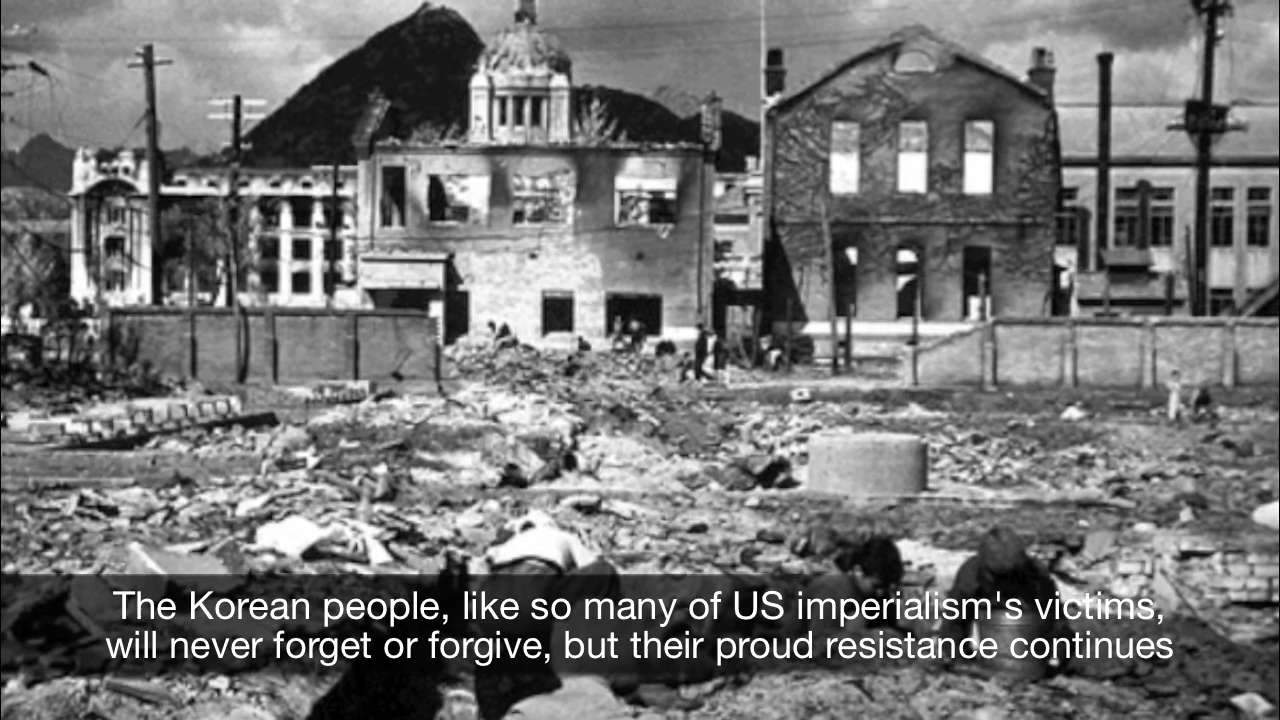 The Korean people, like so many of US imperialism's victims,
will never forget or forgive, but their proud resistance continues